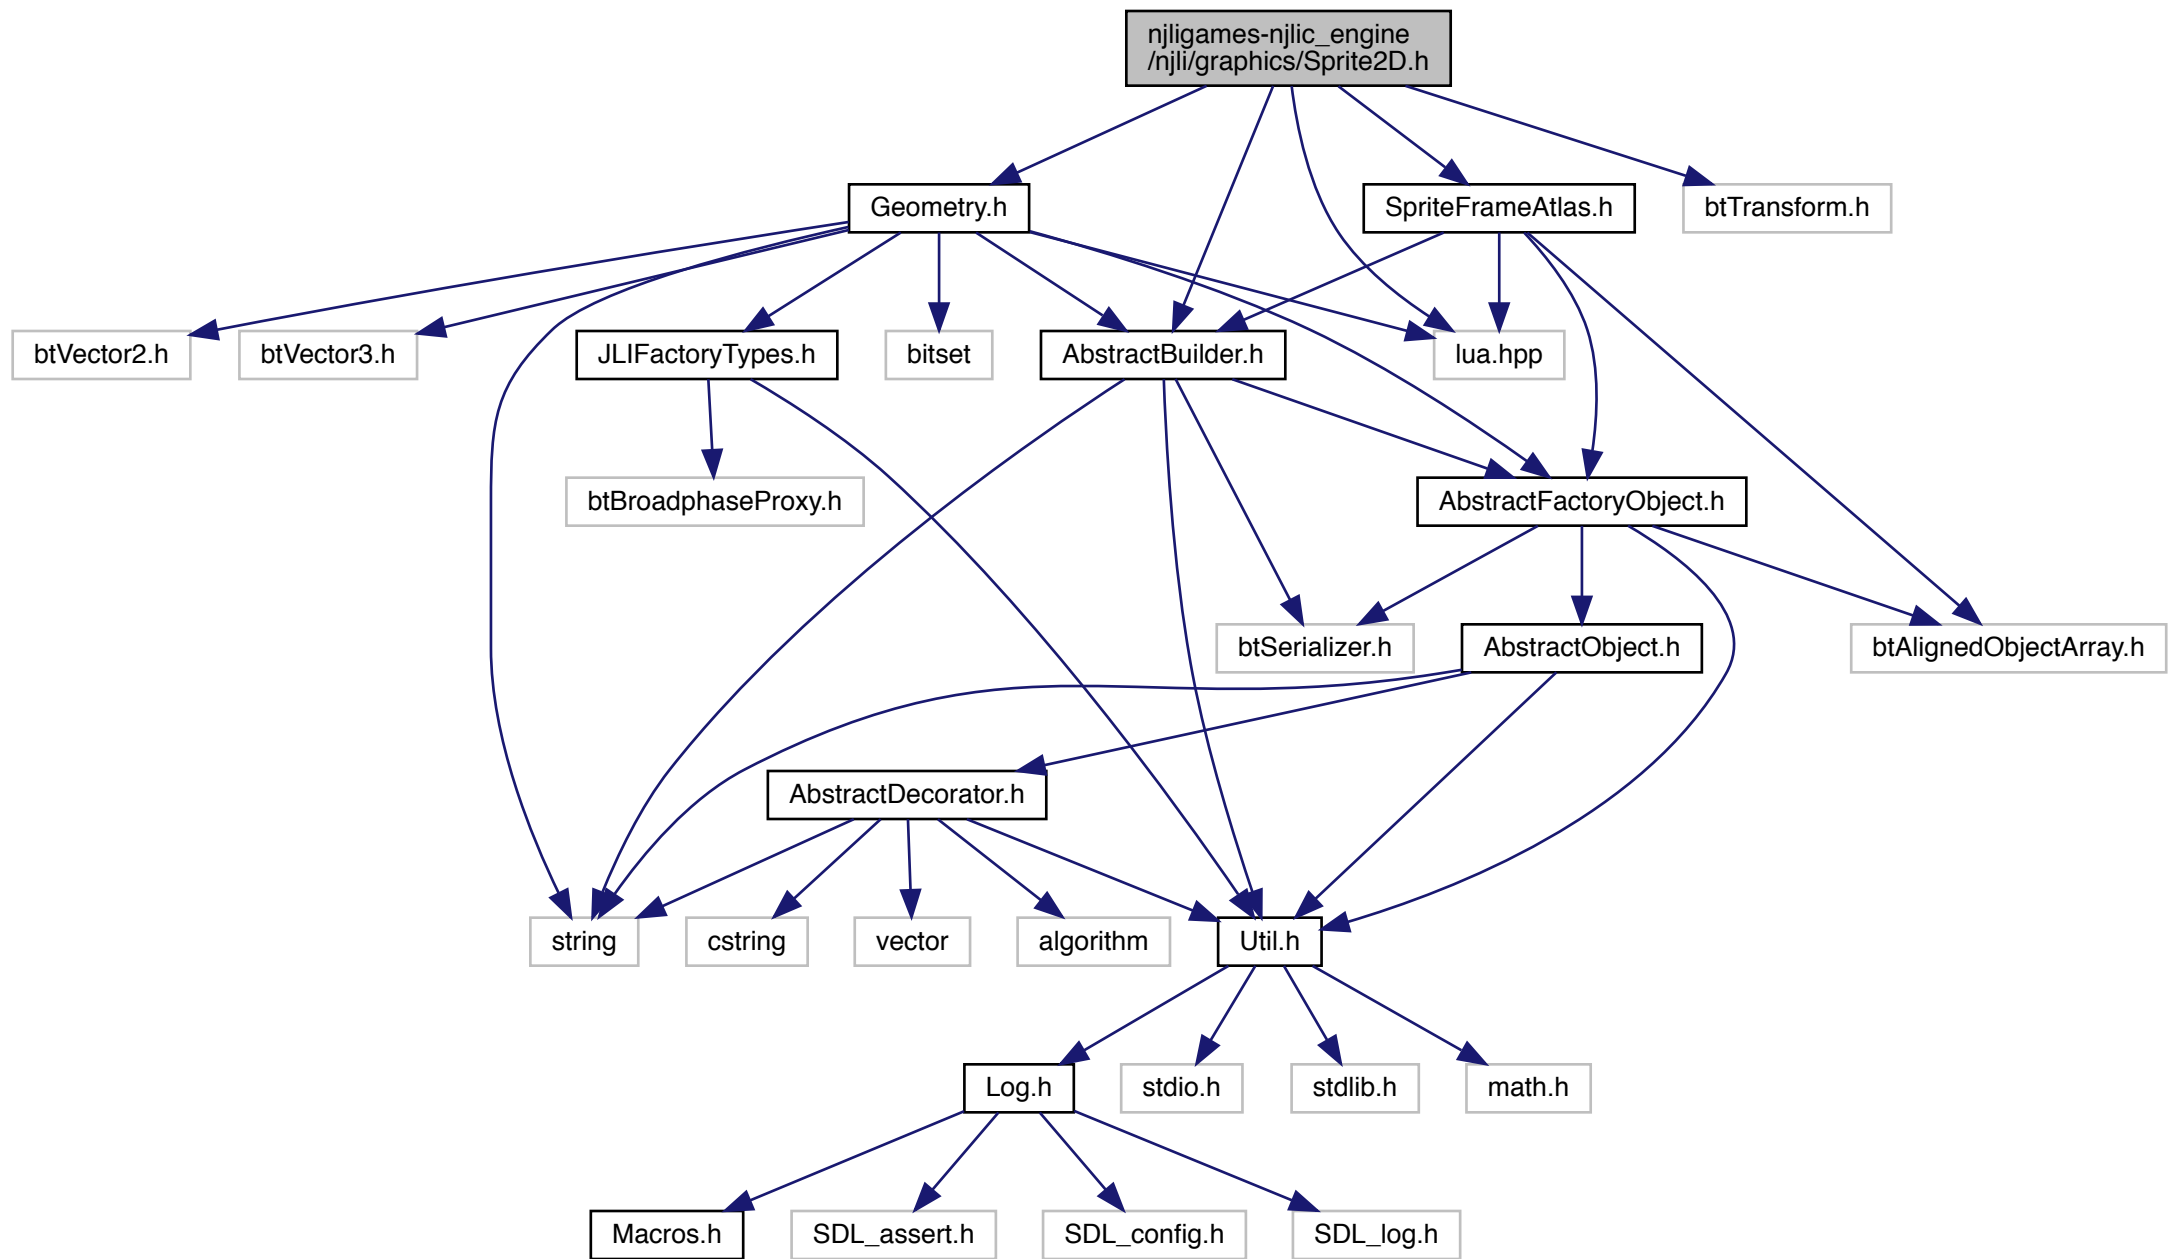 njligames-njlic_engine
/njli/graphics/Sprite2D.h
Geometry.h
SpriteFrameAtlas.h
btTransform.h
btVector2.h
btVector3.h
JLIFactoryTypes.h
bitset
AbstractBuilder.h
lua.hpp
btBroadphaseProxy.h
AbstractFactoryObject.h
btSerializer.h
AbstractObject.h
btAlignedObjectArray.h
AbstractDecorator.h
string
cstring
vector
algorithm
Util.h
Log.h
stdio.h
stdlib.h
math.h
Macros.h
SDL_assert.h
SDL_config.h
SDL_log.h